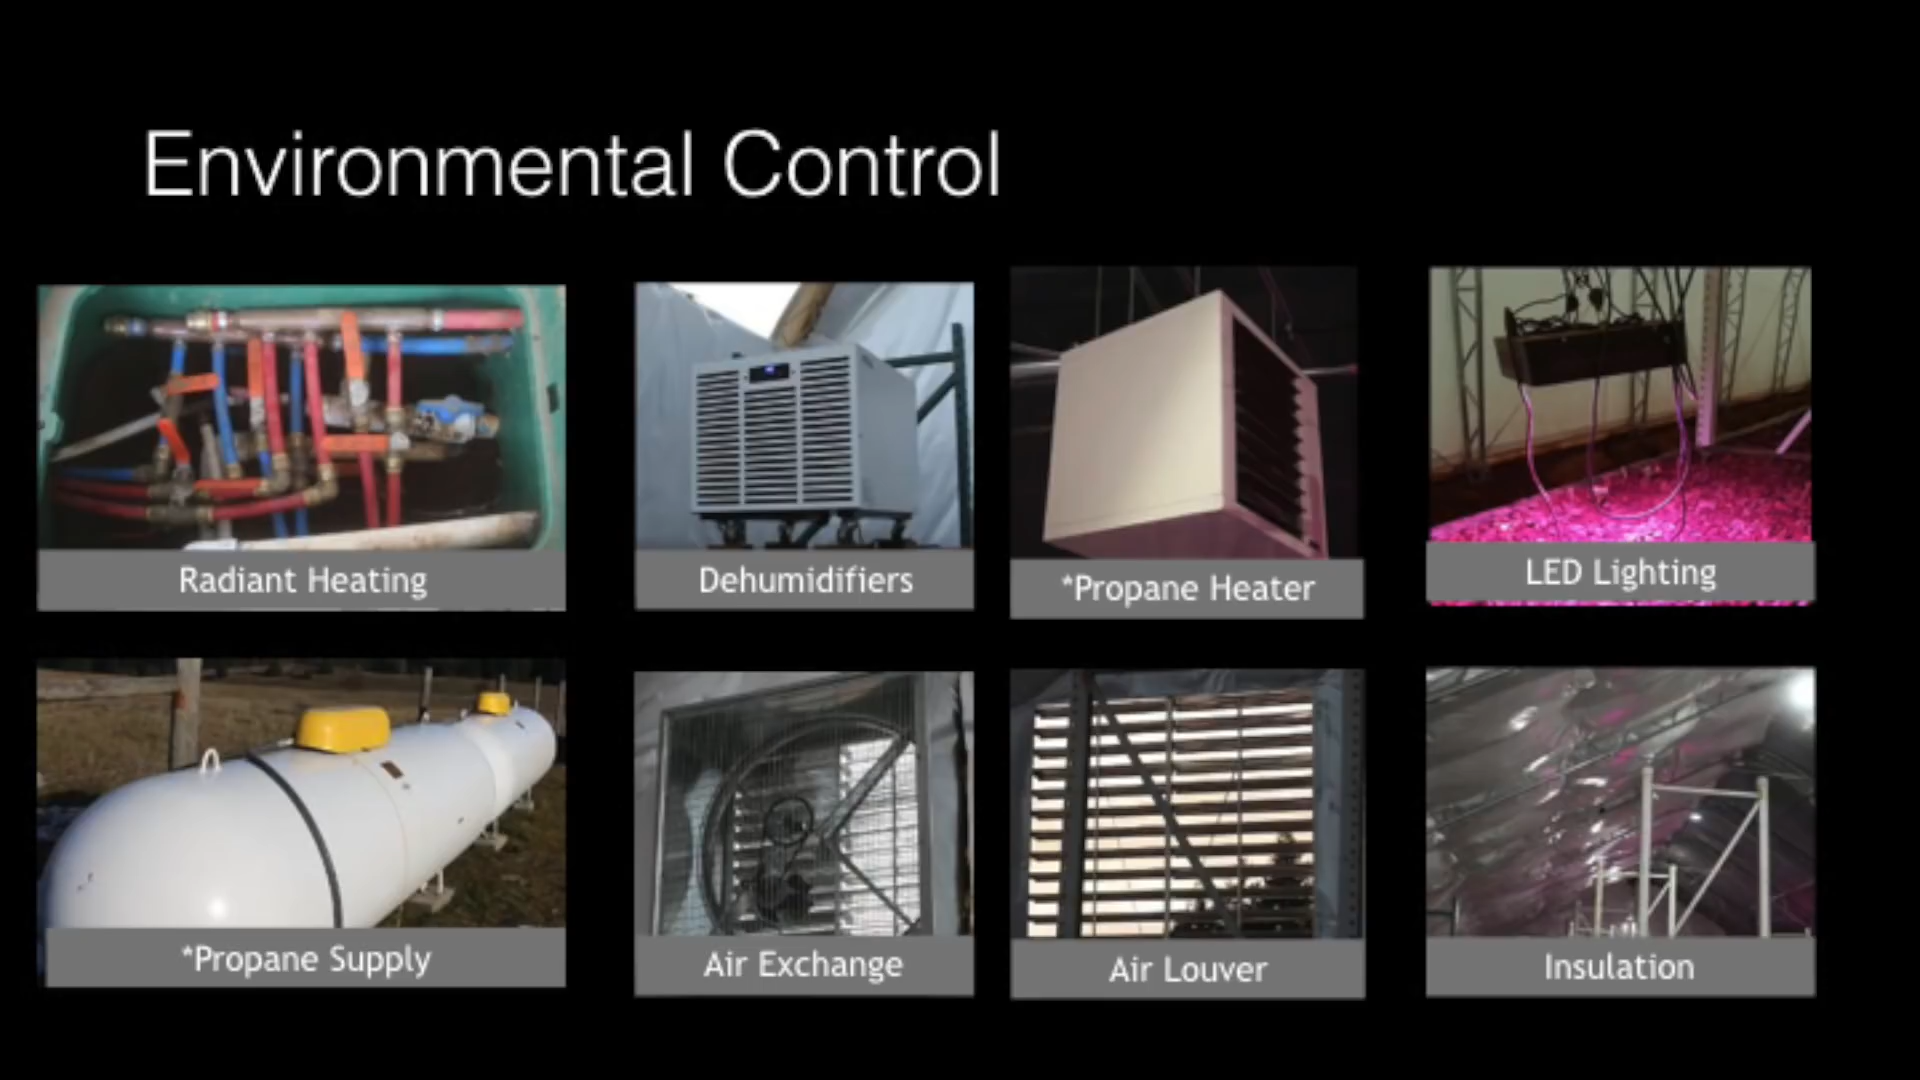 Environmental Control
Radiant Heating
Dehumidifiers
*Propane Heater
LED Lighting
*Propane Supply
Air Exchange
Air Louver
Insulation